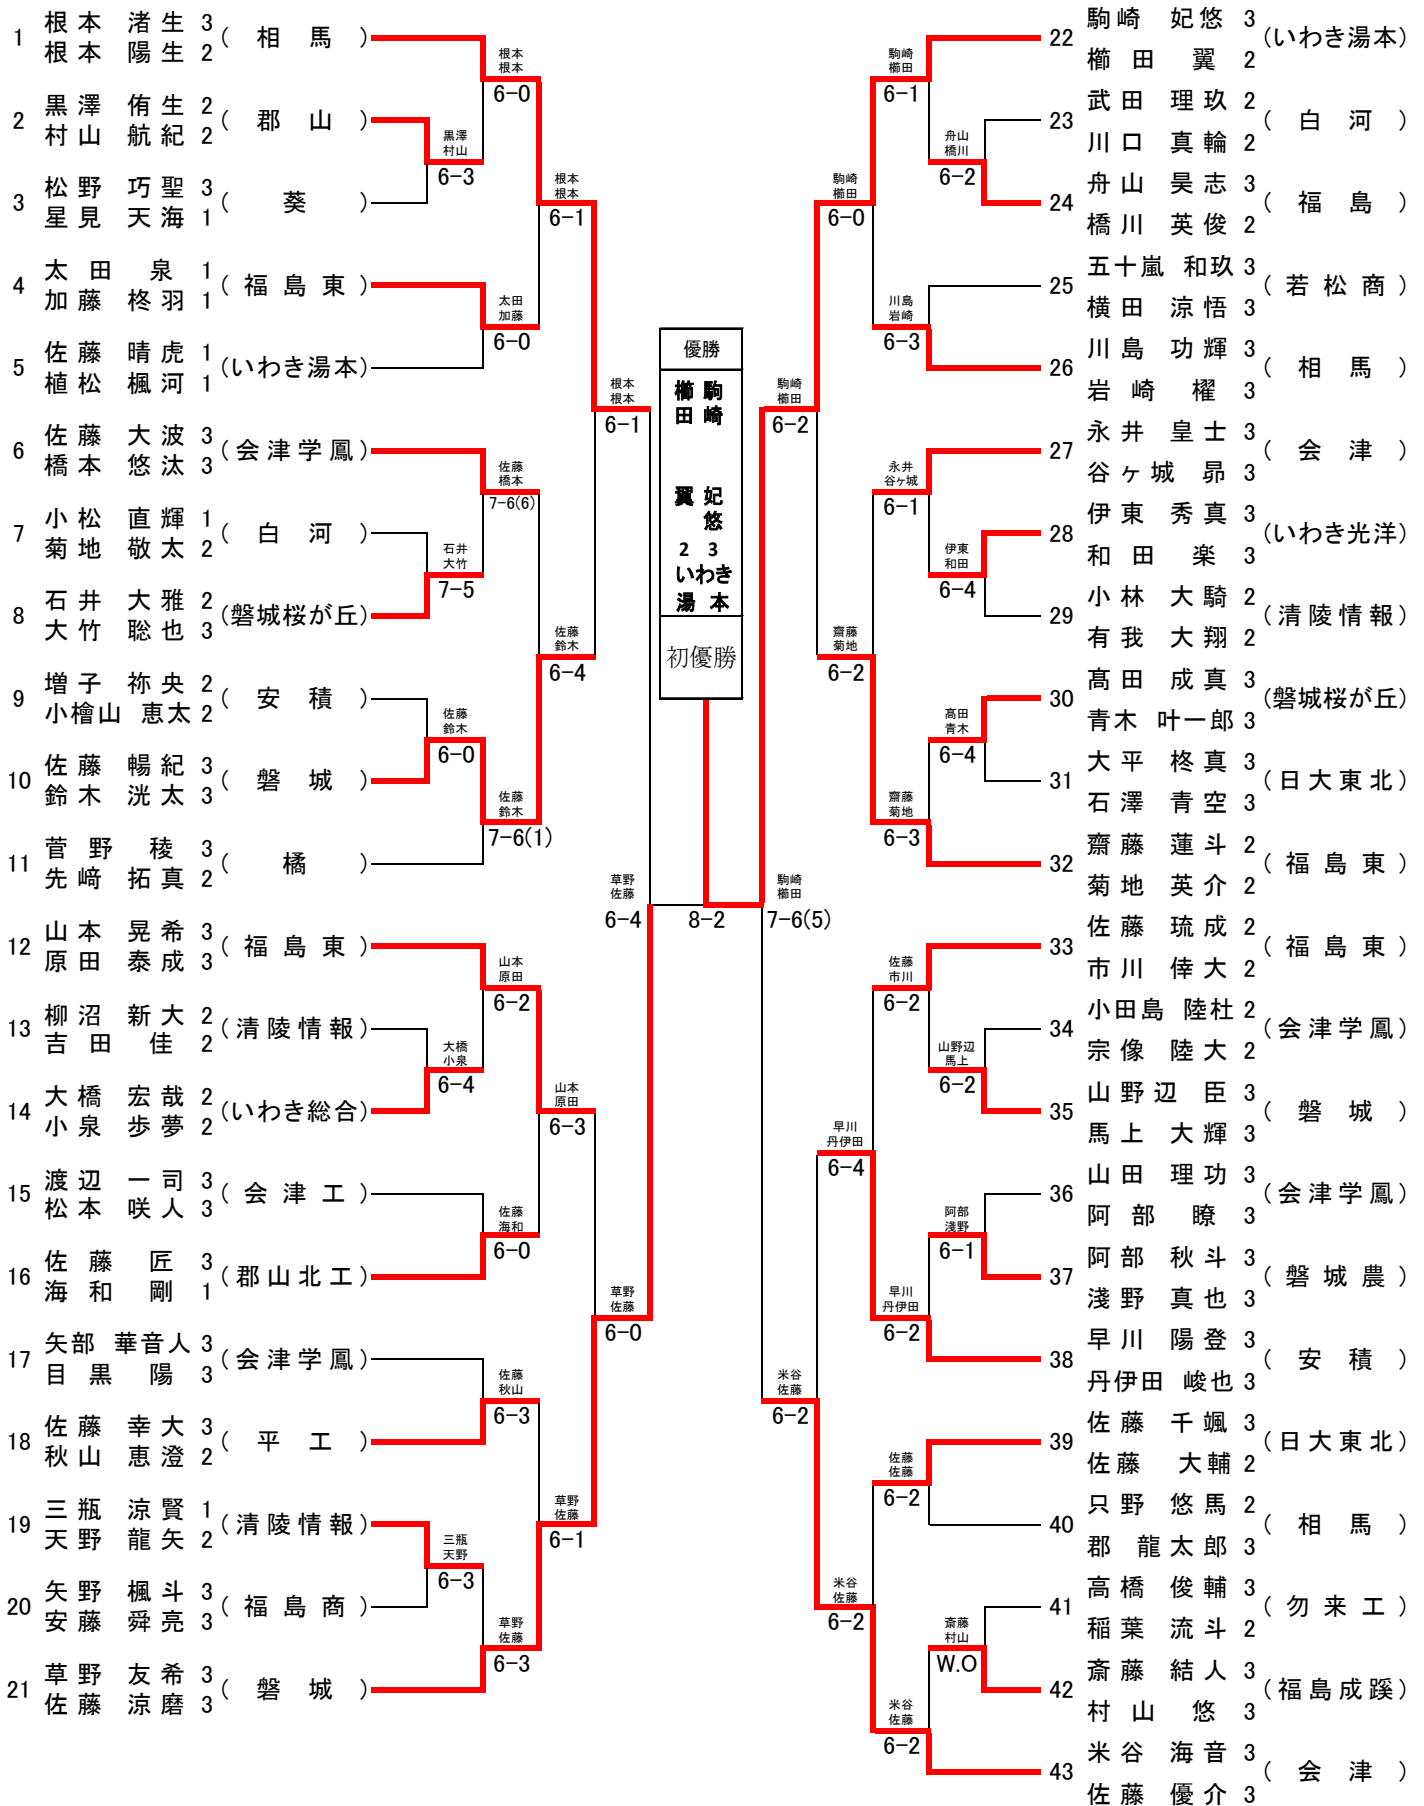 1 根本 渚生 3 (相馬)
根本 陽生 2
2 黒澤 侑生 2 (郡山)
村山 航紀 2
3 松野 巧聖 3 (葵)
星見 天海 1
4 太田 泉 1 (福島東)
加藤 柊羽 1
5 佐藤 晴虎 1 (いわき湯本)
植松 楓河 1
6 佐藤 大波 3 (会津学鳳)
橋本 悠汰 3
7 小松 直輝 1 (白河)
菊地 敬太 2
8 石井 大雅 2 (磐城桜が丘)
大竹 聡也 3
9 増子 祢央 2 (安積)
小檜山 恵太 2
10 佐藤 暢紀 3 (磐城)
鈴木 洸太 3
11 菅野 稜 3 (橘)
先﨑 拓真 2
12 山本 晃希 3 (福島東)
原田 泰成 3
13 柳沼 新大 2 (清陵情報)
吉田 佳 2
14 大橋 宏哉 2 (いわき総合)
小泉 歩夢 2
15 渡辺 一司 3 (会津工)
松本 咲人 3
16 佐藤 匠 3 (郡山北工)
海和 剛 1
17 矢部 華音人 3 (会津学鳳)
目黒 陽 3
18 佐藤 幸大 3 (平工)
秋山 恵澄 2
19 三瓶 涼賢 1 (清陵情報)
天野 龍矢 2
20 矢野 楓斗 3 (福島商)
安藤 舜亮 3
21 草野 友希 3 (磐城)
佐藤 涼磨 3
黒澤
村山
6-3
石井
大竹
7-5
佐藤
鈴木
6-0
大橋
小泉
6-4
三瓶
天野
6-3
根本
根本
6-0
太田
加藤
6-0
佐藤
橋本
7-6(6)
佐藤
鈴木
7-6(1)
山本
原田
6-2
佐藤
海和
6-0
佐藤
秋山
6-3
草野
佐藤
6-3
根本
根本
6-1
佐藤
鈴木
6-4
山本
原田
6-3
草野
佐藤
6-1
根本
根本
6-1
草野
佐藤
6-0
草野
佐藤
6-4
優勝
駒崎 妃悠 3
櫛田 翼 2
いわき
湯本
初優勝
8-2
駒崎
櫛田
7-6(5)
駒崎
櫛田
6-2
米谷
佐藤
6-2
駒崎
櫛田
6-0
齋藤
菊地
6-2
早川
丹伊田
6-4
米谷
佐藤
6-2
駒崎
櫛田
6-1
川島
岩崎
6-3
永井
谷ヶ城
6-1
齋藤
菊地
6-3
佐藤
市川
6-2
早川
丹伊田
6-2
佐藤
佐藤
6-2
米谷
佐藤
6-2
舟山
橋川
6-2
伊東
和田
6-4
髙田
青木
6-4
山野辺
馬上
6-2
阿部
淺野
6-1
斎藤
村山
W.O
22 駒崎 妃悠 3 (いわき湯本)
櫛田 翼 2
23 武田 理玖 2 (白河)
川口 真輪 2
24 舟山 昊志 3 (福島)
橋川 英俊 2
25 五十嵐 和玖 3 (若松商)
横田 涼悟 3
26 川島 功輝 3 (相馬)
岩崎 櫂 3
27 永井 皇士 3 (会津)
谷ヶ城 昴 3
28 伊東 秀真 3 (いわき光洋)
和田 楽 3
29 小林 大騎 2 (清陵情報)
有我 大翔 2
30 髙田 成真 3 (磐城桜が丘)
青木 叶一郎 3
31 大平 柊真 3 (日大東北)
石澤 青空 3
32 齋藤 蓮斗 2 (福島東)
菊地 英介 2
33 佐藤 琉成 2 (福島東)
市川 倖大 2
34 小田島 陸杜 2 (会津学鳳)
宗像 陸大 2
35 山野辺 臣 3 (磐城)
馬上 大輝 3
36 山田 理功 3 (会津学鳳)
阿部 瞭 3
37 阿部 秋斗 3 (磐城農)
淺野 真也 3
38 早川 陽登 3 (安積)
丹伊田 峻也 3
39 佐藤 千颯 3 (日大東北)
佐藤 大輔 2
40 只野 悠馬 2 (相馬)
郡 龍太郎 3
41 高橋 俊輔 3 (勿来工)
稲葉 流斗 2
42 斎藤 結人 3 (福島成蹊)
村山 悠 3
43 米谷 海音 3 (会津)
佐藤 優介 3